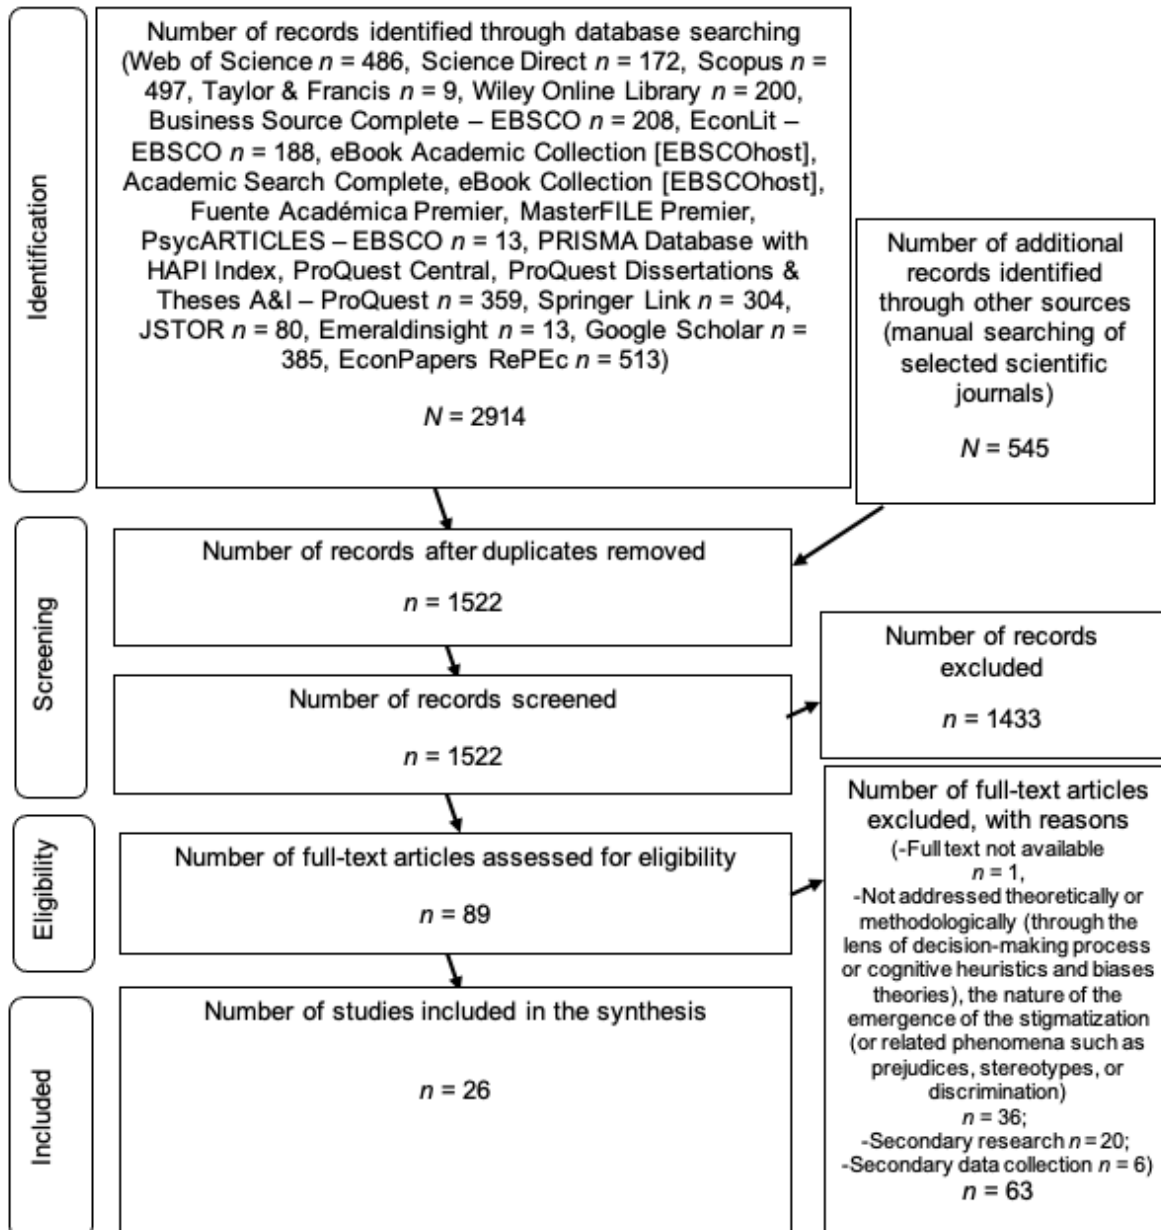 Identification
Number of records identified through database searching
(Web of Science n = 486, Science Direct n = 172, Scopus n =
497, Taylor & Francis n = 9, Wiley Online Library n = 200,
Business Source Complete – EBSCO n = 208, EconLit –
EBSCO n = 188, eBook Academic Collection [EBSCOhost],
Academic Search Complete, eBook Collection [EBSCOhost],
Fuente Académica Premier, MasterFILE Premier,
PsycARTICLES – EBSCO n = 13, PRISMA Database with
HAPI Index, ProQuest Central, ProQuest Dissertations &
Theses A&I – ProQuest n = 359, Springer Link n = 304,
JSTOR n = 80, Emeraldinsight n = 13, Google Scholar n =
385, EconPapers RePEc n = 513)
N = 2914
Number of additional
records identified
through other sources
(manual searching of
selected scientific
journals)
N = 545
Screening
Number of records after duplicates removed
n = 1522
Number of records screened
n = 1522
Number of records
excluded
n = 1433
Eligibility
Number of full-text articles assessed for eligibility
n = 89
Number of full-text articles
excluded, with reasons
(-Full text not available
n = 1,
-Not addressed theoretically or
methodologically (through the
lens of decision-making process
or cognitive heuristics and biases
theories), the nature of the
emergence of the stigmatization
(or related phenomena such as
prejudices, stereotypes, or
discrimination)
n = 36;
-Secondary research n = 20;
-Secondary data collection n = 6)
n = 63
Included
Number of studies included in the synthesis
n = 26